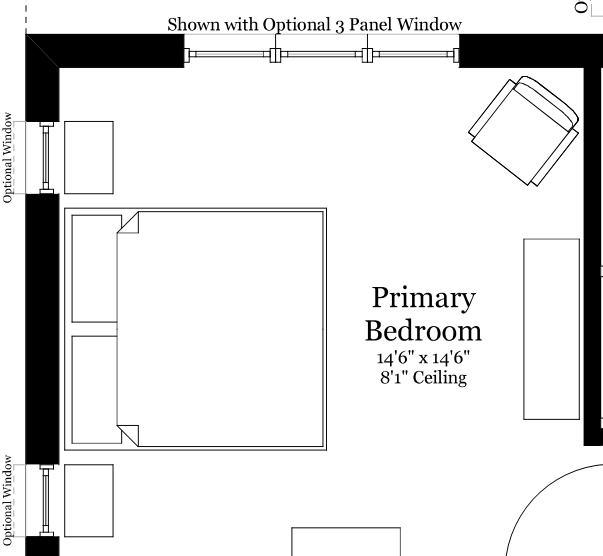 Shown with Optional 3 Panel Window
Optional Window
Primary
Bedroom
14'6" x 14'6"
8'1" Ceiling
Optional Window